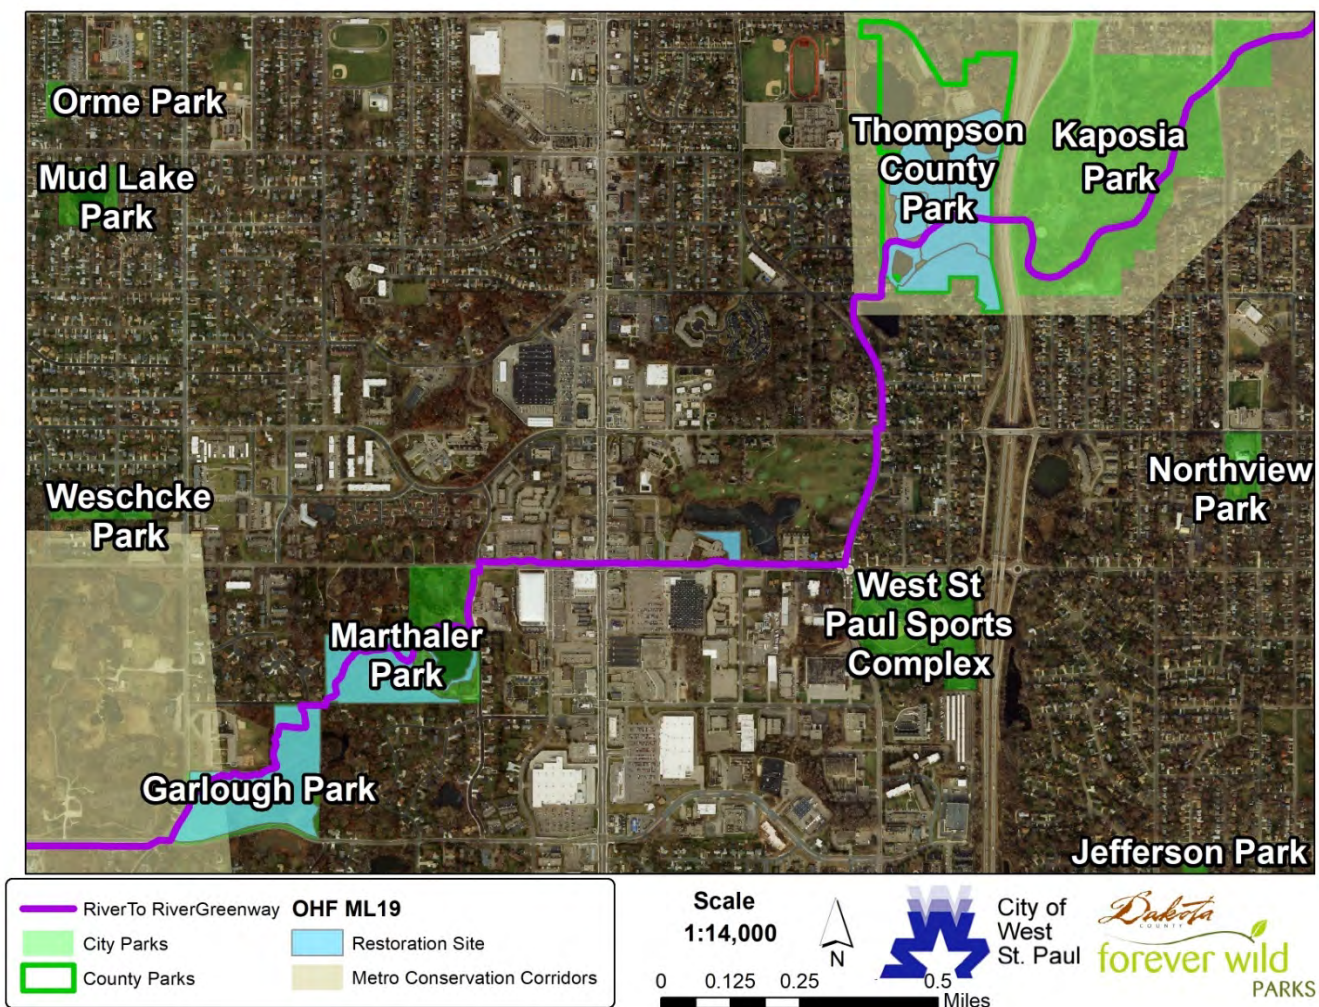 Orme Park
Mud Lake
Park
Thompson
County
Park
Kaposia
Park
Weschcke
Park
Northview
Park
Marthaler
Park
West St
Paul Sports
Complex
Garlough Park
Jefferson Park
RiverTo RiverGreenway
City Parks
County Parks
OHF ML19
Restoration Site
Metro Conservation Corridors
Scale
1:14,000
N
0 0.125 0.25 0.5
Miles
City of
West
St. Paul
Dakota
COUNTY
forever wild
PARKS